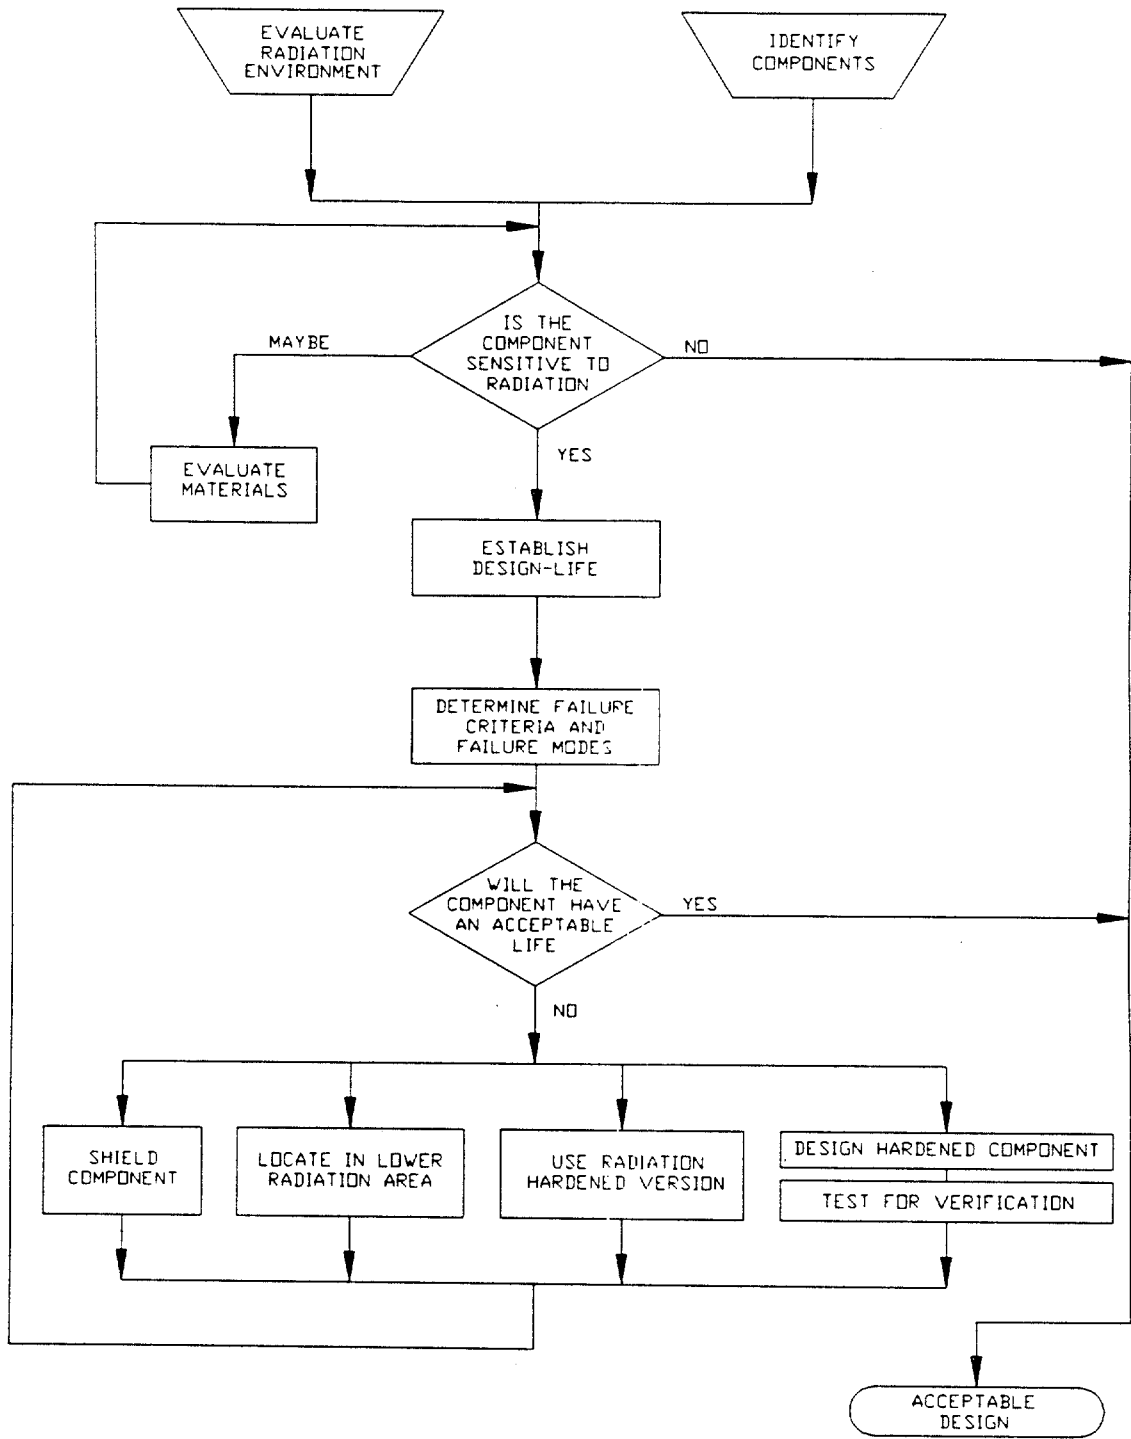 EVALUATE
RADIATION
ENVIRONMENT
IDENTIFY
COMPONENTS
IS THE
COMPONENT
SENSITIVE TO
RADIATION
MAYBE
NO
YES
EVALUATE
MATERIALS
ESTABLISH
DESIGN-LIFE
DETERMINE FAILURE
CRITERIA AND
FAILURE MODES
WILL THE
COMPONENT HAVE
AN ACCEPTABLE
LIFE
YES
NO
SHIELD
COMPONENT
LOCATE IN LOWER
RADIATION AREA
USE RADIATION
HARDENED VERSION
DESIGN HARDENED COMPONENT
TEST FOR VERIFICATION
ACCEPTABLE
DESIGN